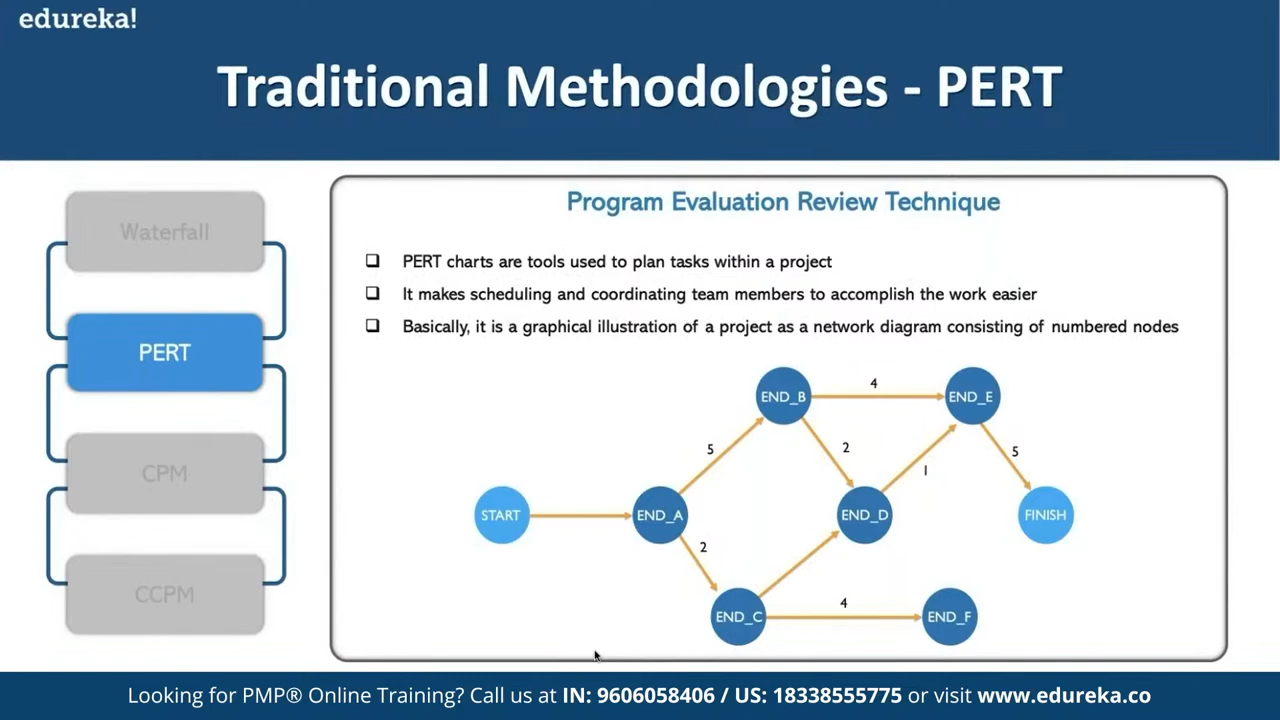 edureka!
Traditional Methodologies - PERT
Waterfall
PERT
CPM
CCPM
Program Evaluation Review Technique
PERT charts are tools used to plan tasks within a project
It makes scheduling and coordinating team members to accomplish the work easier
Basically, it is a graphical illustration of a project as a network diagram consisting of numbered nodes
END_B
4
END_E
5
2
1
5
START
END_A
END_D
FINISH
2
END_C
4
END_F
Looking for PMP® Online Training? Call us at IN: 9606058406 / US: 18338555775 or visit www.edureka.co